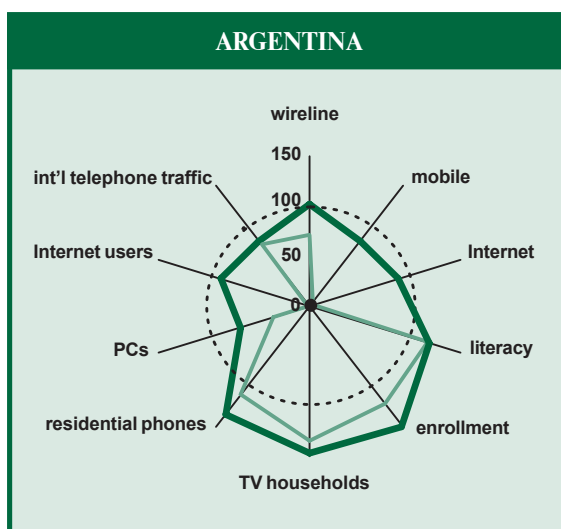 ARGENTINA
wireline
150
int'l telephone traffic
mobile
100
Internet users
50
Internet
0
PCs
literacy
residential phones
enrollment
TV households